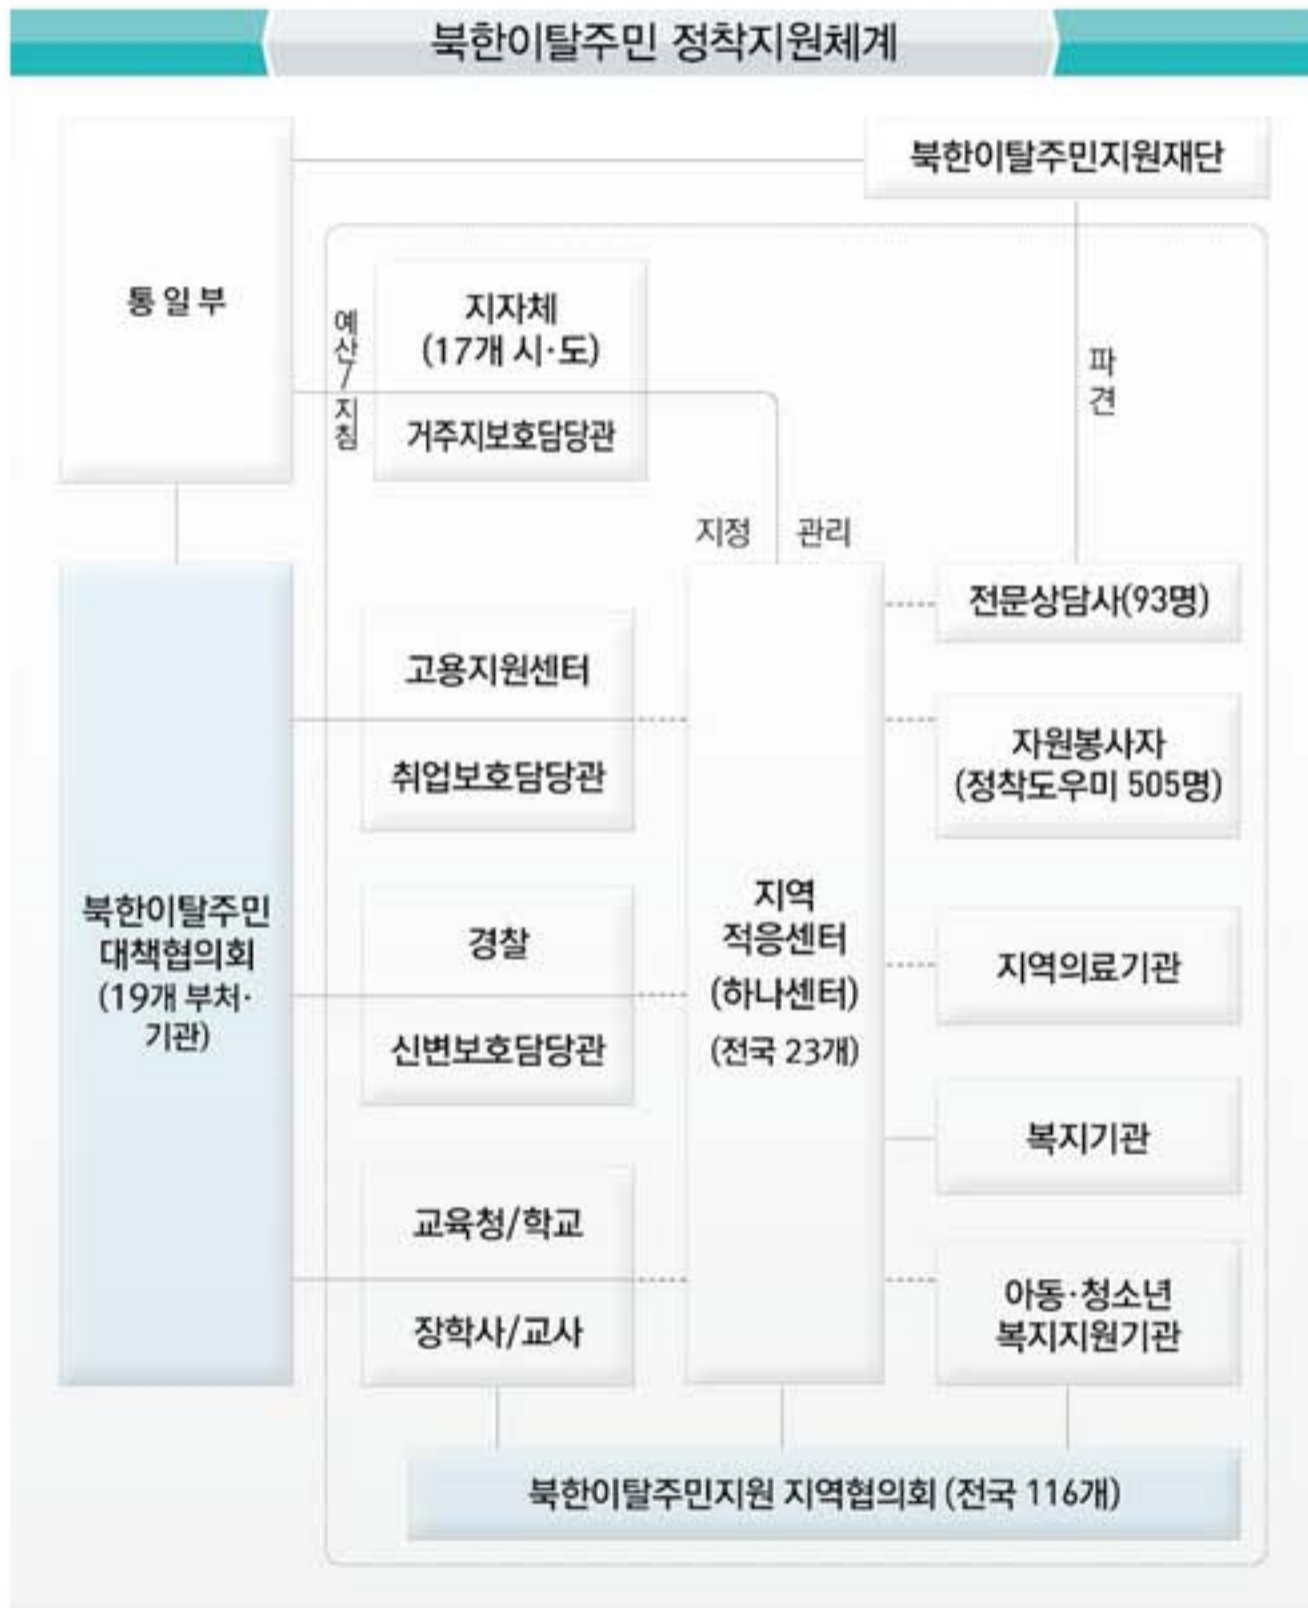 북한이탈주민 정착지원체계
북한이탈주민지원재단
통일부
예산/지침
지자체
(17개 시·도)
거주지보호담당관
파견
지정 관리
전문상담사(93명)
고용지원센터
취업보호담당관
자원봉사자
(정착도우미 505명)
북한이탈주민
대책협의회
(19개 부처·
기관)
경찰
신변보호담당관
지역
적응센터
(하나센터)
(전국 23개)
지역의료기관
복지기관
교육청/학교
장학사/교사
아동·청소년
복지지원기관
북한이탈주민지원 지역협의회 (전국 116개)